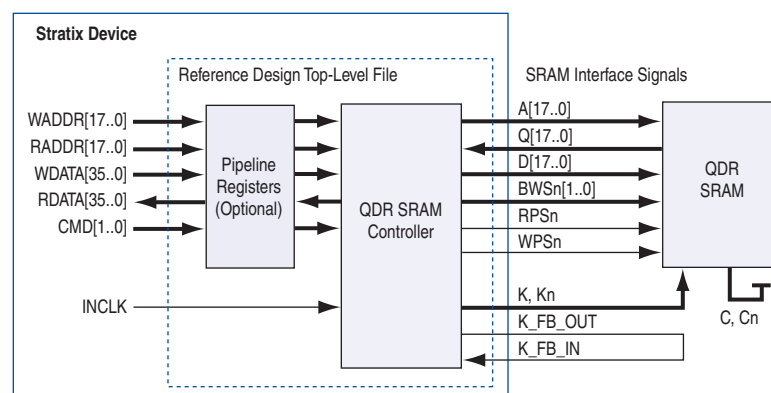 Stratix Device
Reference Design Top-Level File
SRAM Interface Signals
WADDR[17..0]
RADDR[17..0]
WDATA[35..0]
RDATA[35..0]
CMD[1..0]
INCLK
Pipeline
Registers
(Optional)
QDR SRAM
Controller
A[17..0]
Q[17..0]
D[17..0]
BWSn[1..0]
RPSn
WPSn
K, Kn
K_FB_OUT
K_FB_IN
QDR
SRAM
C, Cn